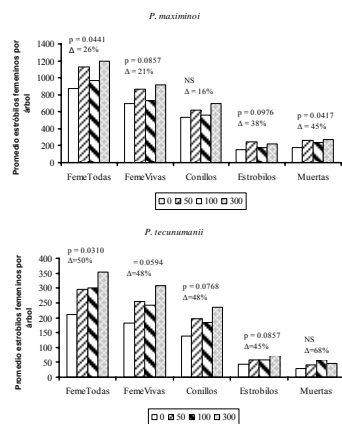 P. maximinoi
Promedio estróbilos femeninos por
árbol
1400
1200
1000
800
600
400
200
0
p = 0.0441
Δ = 26%
p = 0.0857
Δ = 21%
NS
Δ = 16%
p = 0.0976
Δ = 38%
p = 0.0417
Δ = 45%
FemeTodas FemeVivas Conillos Estrobilos Muertas
0 50 100 300
P. tecunumanii
Promedio estrobilos femeninos por
árbol
400
350
300
250
200
150
100
50
0
p = 0.0310
Δ=50%
= 0.0594
Δ=48%
p = 0.0768
Δ=48%
p = 0.0857
Δ=45%
NS
Δ=68%
FemeTodas FemeVivas Conillos Estrobilos Muertas
0 50 100 300